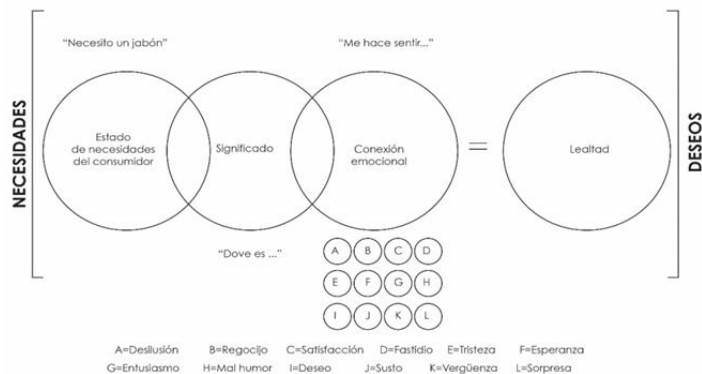 “Necesito un jabón”
“Me hace sentir...”
NECESIDADES
Estado
de necesidades
del consumidor
Significado
Conexión
emocional
=
Lealtad
DESEOS
“Dove es ...”
A B C D
E F G H
I J K L
A=Desilusión B=Regocijo C=Satisfacción D=Fastidio E=Tristeza F=Esperanza
G=Entusiasmo H=Mal humor I=Deseo J=Susto K=Vergüenza L=Sorpresa